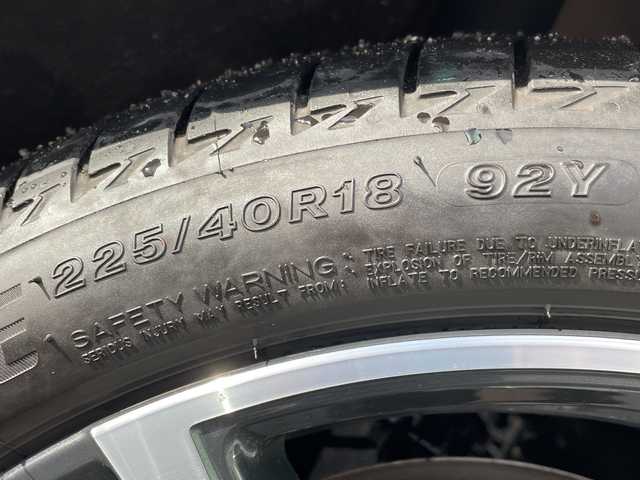 225/40R18 92Y
SAFETY WARNING: TIRE FAILURE DUE TO UNDERINFLA
SERIOUS INJURY MAY RESULT FROM: EXPLOSION OF TIRE/RIM ASSEMBL
INFLATE TO RECOMMENDED PRESS
E